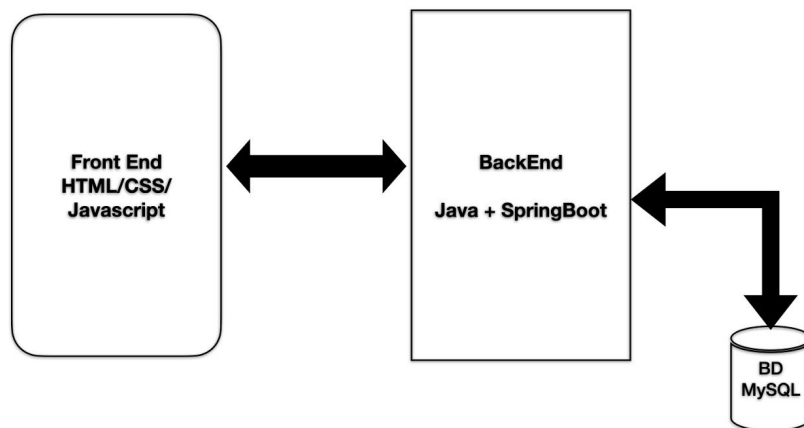 Front End
HTML/CSS/
Javascript
BackEnd
Java + SpringBoot
BD
MySQL